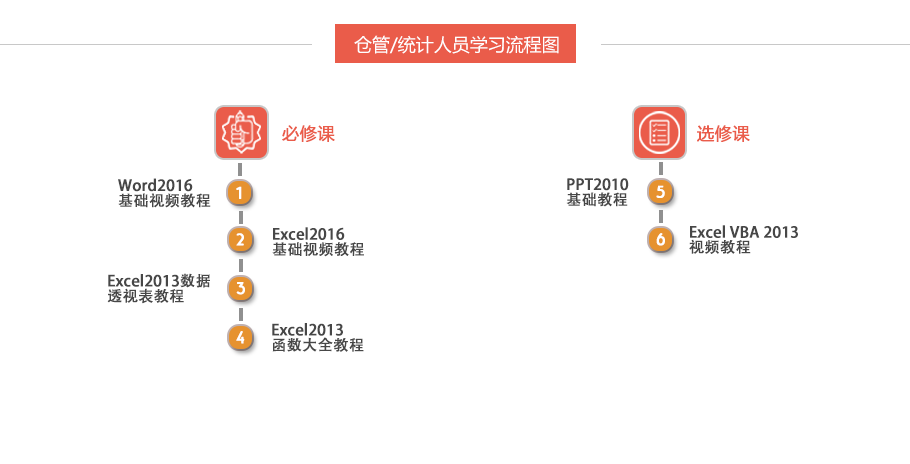 仓管/统计人员学习流程图
必修课
1
Word2016
基础视频教程
2
Excel2016
基础视频教程
3
Excel2013数据
透视表教程
4
Excel2013
函数大全教程
选修课
5
PPT2010
基础教程
6
Excel VBA 2013
视频教程